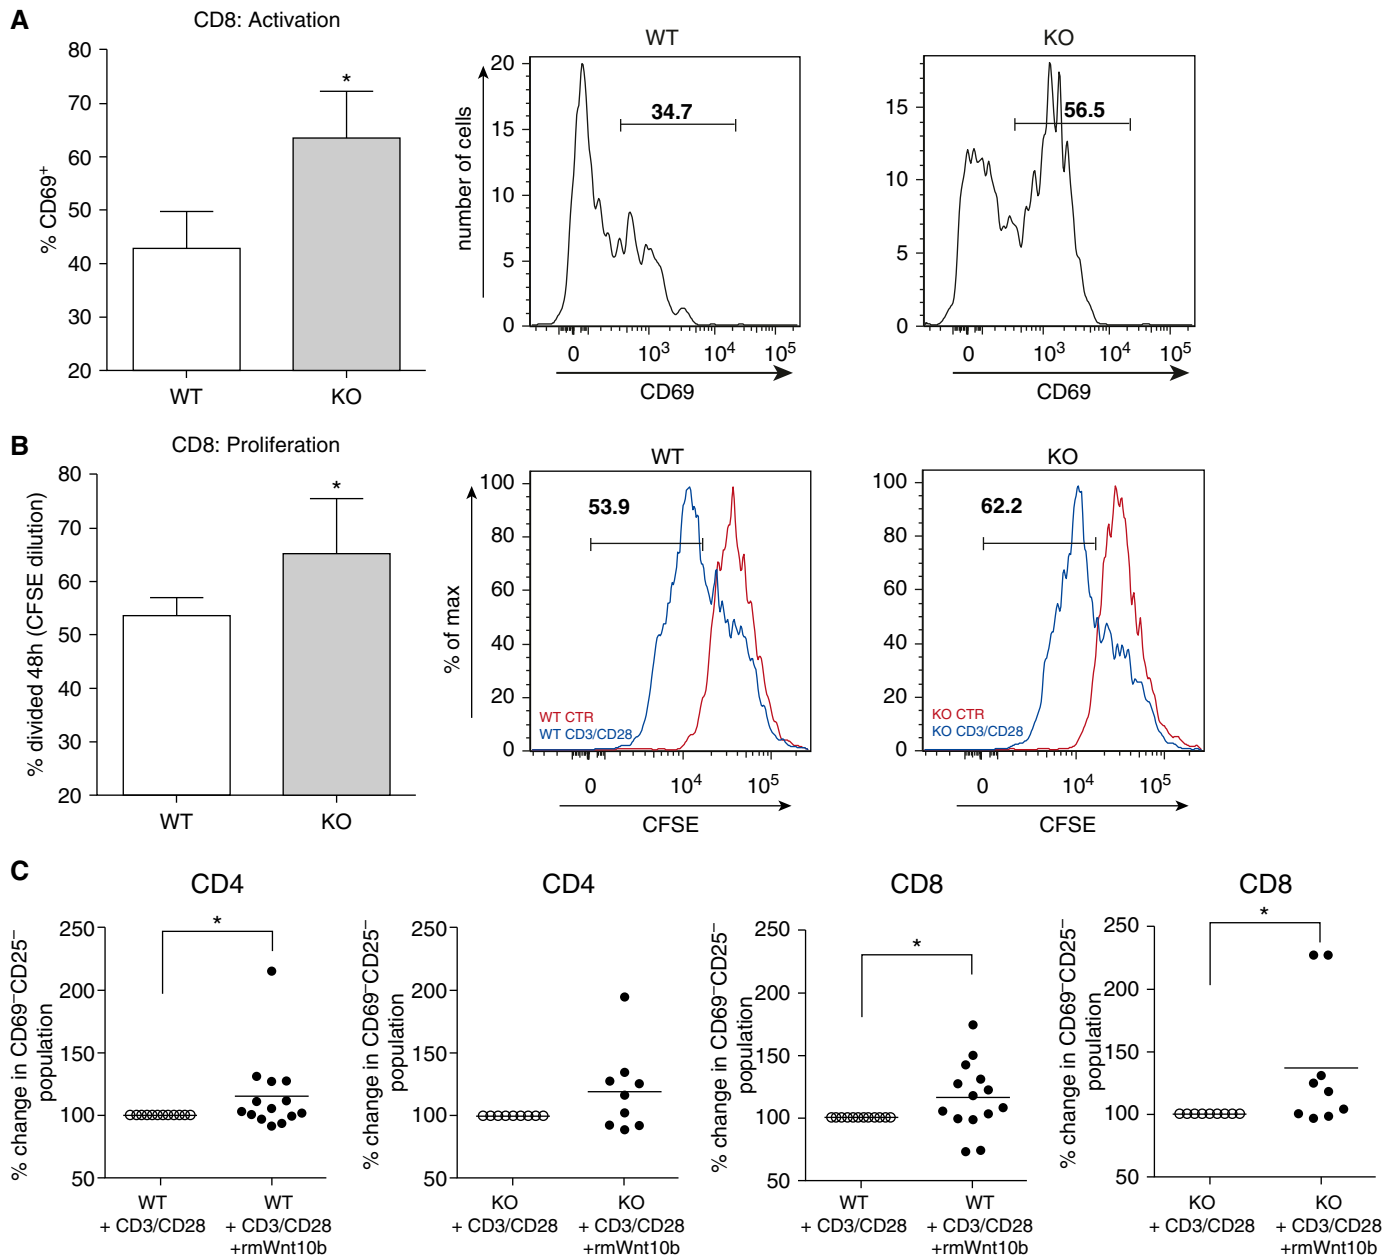 A
CD8: Activation
% CD69+
80
70
60
50
40
30
20
WT
KO
*
WT
number of cells
20
15
10
5
0
34.7
0
10³
10⁴
10⁵
CD69
KO
15
10
5
0
56.5
0
10³
10⁴
10⁵
CD69
B
CD8: Proliferation
% divided 48h (CFSE dilution)
80
70
60
50
40
30
20
WT
KO
*
WT
% of max
100
80
60
40
20
0
53.9
WT CTR
WT CD3/CD28
0
10⁴
10⁵
CFSE
KO
100
80
60
40
20
0
62.2
KO CTR
KO CD3/CD28
0
10⁴
10⁵
CFSE
C
CD4
% change in CD69⁻CD25⁻
population
250
200
150
100
50
*
WT
+ CD3/CD28
WT
+ CD3/CD28
+rmWnt10b
CD4
% change in CD69⁻CD25⁻
population
250
200
150
100
50
KO
+ CD3/CD28
KO
+ CD3/CD28
+rmWnt10b
CD8
% change in CD69⁻CD25⁻
population
250
200
150
100
50
*
WT
+ CD3/CD28
WT
+ CD3/CD28
+rmWnt10b
CD8
% change in CD69⁻CD25⁻
population
250
200
150
100
50
*
KO
+ CD3/CD28
KO
+ CD3/CD28
+rmWnt10b